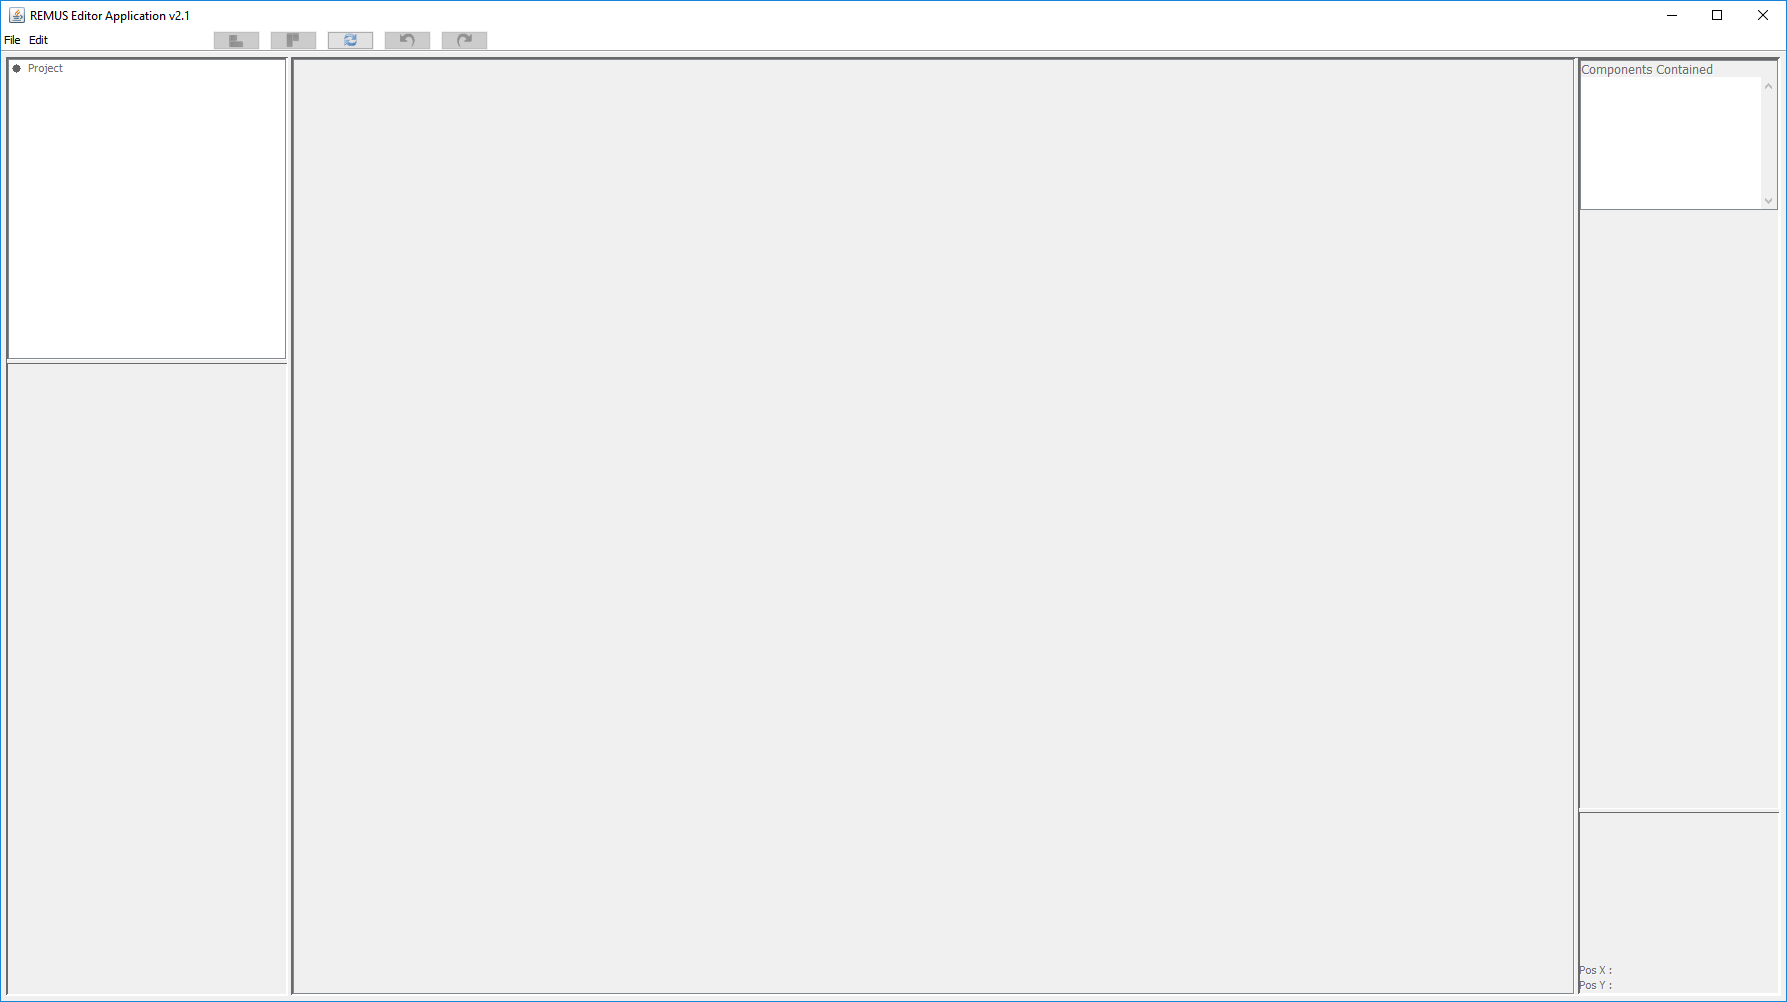 REMUS Editor Application v2.1
File Edit
Project
Components Contained
Pos X :
Pos Y :